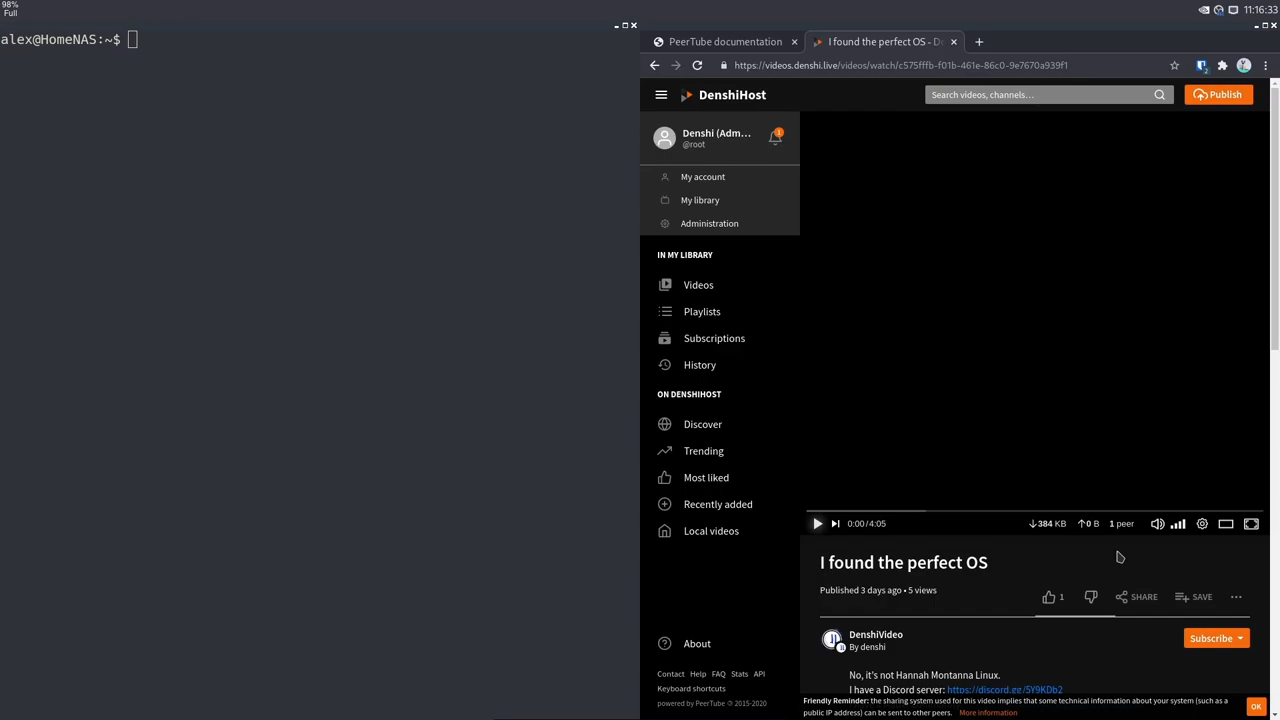 98%
Full
11:16:33
alex@HomeNAS:~$
PeerTube documentation
I found the perfect OS - De
https://videos.denshi.live/videos/watch/c575fffb-f01b-461e-86c0-9e7670a939f1
2
DenshiHost
Search videos, channels…
Publish
Denshi (Adm…
@root
1
My account
My library
Administration
IN MY LIBRARY
Videos
Playlists
Subscriptions
History
ON DENSHIHOST
Discover
Trending
Most liked
Recently added
Local videos
About
Contact Help FAQ Stats API
Keyboard shortcuts
powered by PeerTube © 2015-2020
0:00 / 4:05
384 KB
0 B
1 peer
I found the perfect OS
Published 3 days ago • 5 views
1
SHARE
SAVE
DenshiVideo
By denshi
Subscribe
No, it's not Hannah Montanna Linux.
I have a Discord server: https://discord.gg/5Y9KDb2
Friendly Reminder: the sharing system used for this video implies that some technical information about your system (such as a
public IP address) can be sent to other peers. More information
OK